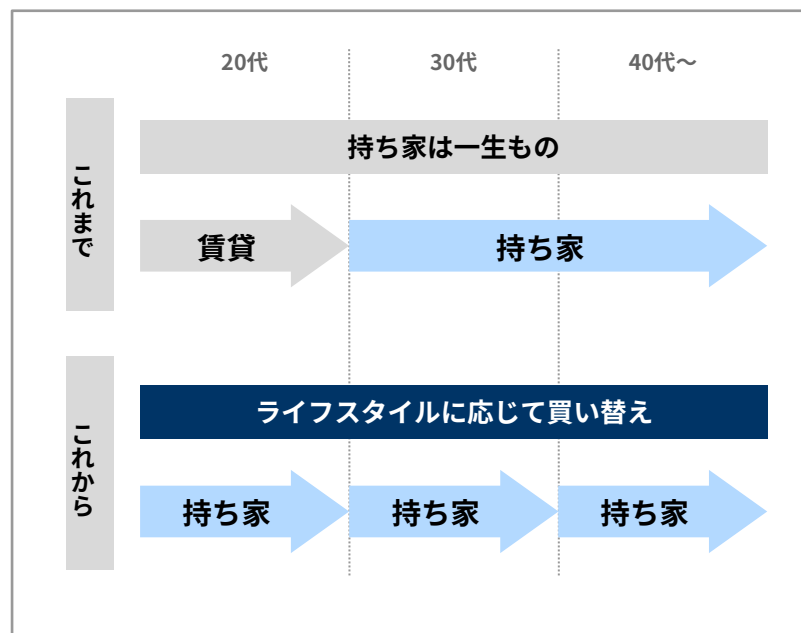 20代
30代
40代～
これまで
持ち家は一生もの
賃貸
持ち家
これから
ライフスタイルに応じて買い替え
持ち家
持ち家
持ち家